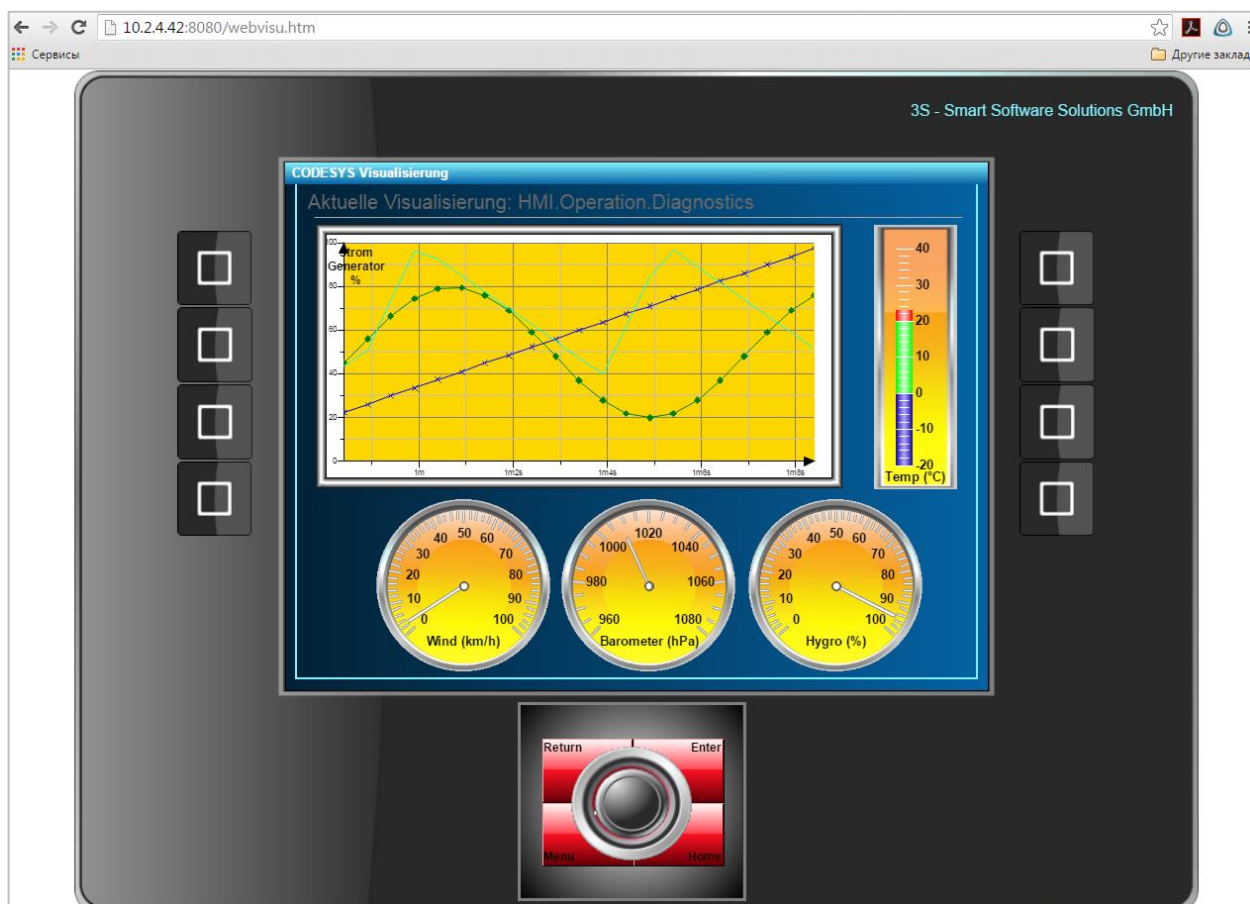 10.2.4.42:8080/webvisu.htm
Сервисы
Другие заклад
3S - Smart Software Solutions GmbH
CODESYS Visualisierung
Aktuelle Visualisierung: HMI.Operation.Diagnostics
Strom
Generator
%
100
80
60
40
20
0
1m
1m2s
1m4s
1m6s
1m8s
40
30
20
10
0
-10
-20
Temp (°C)
0
10
20
30
40
50
60
70
80
90
100
Wind (km/h)
960
980
1000
1020
1040
1060
1080
Barometer (hPa)
0
10
20
30
40
50
60
70
80
90
100
Hygro (%)
Return
Enter
Menu
Home